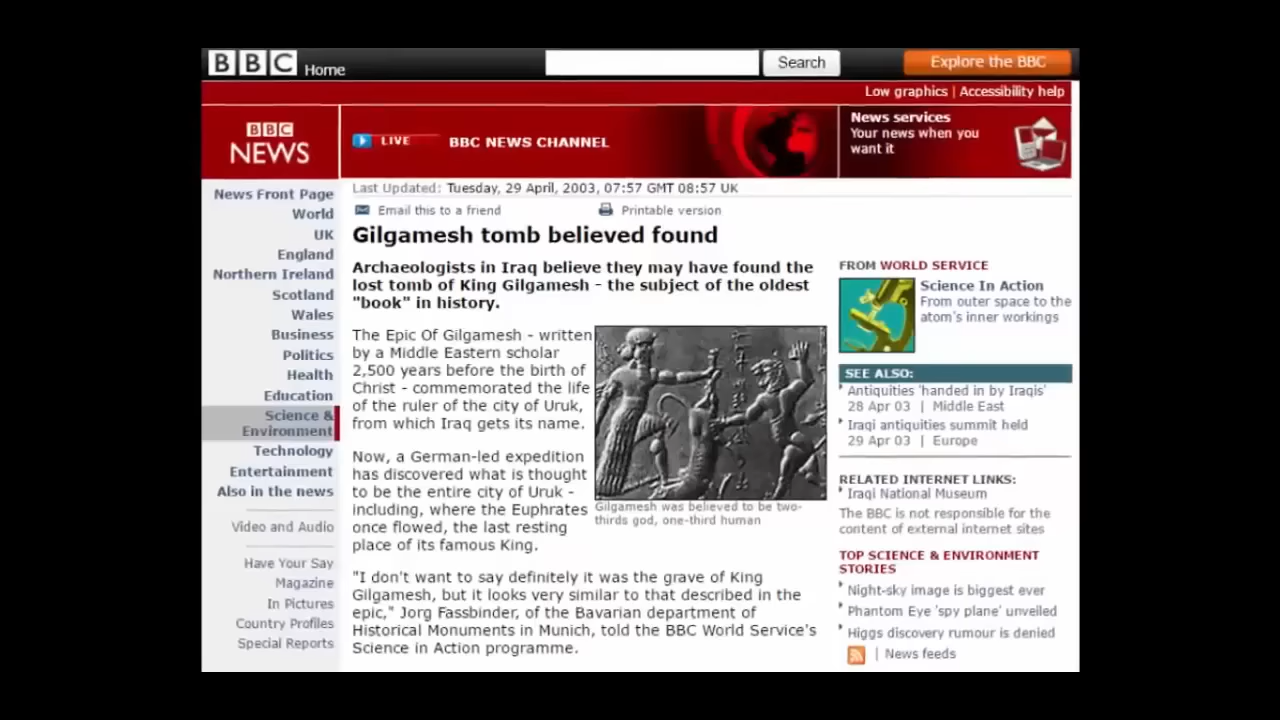 BBC Home
Search
Explore the BBC
Low graphics | Accessibility help
BBC
NEWS
LIVE
BBC NEWS CHANNEL
News services
Your news when you
want it
News Front Page
World
UK
England
Northern Ireland
Scotland
Wales
Business
Politics
Health
Education
Science &
Environment
Technology
Entertainment
Also in the news
Video and Audio
Have Your Say
Magazine
In Pictures
Country Profiles
Special Reports
Last Updated: Tuesday, 29 April, 2003, 07:57 GMT 08:57 UK
Email this to a friend
Printable version
Gilgamesh tomb believed found
Archaeologists in Iraq believe they may have found the
lost tomb of King Gilgamesh - the subject of the oldest
"book" in history.
The Epic Of Gilgamesh - written
by a Middle Eastern scholar
2,500 years before the birth of
Christ - commemorated the life
of the ruler of the city of Uruk,
from which Iraq gets its name.
Now, a German-led expedition
has discovered what is thought
to be the entire city of Uruk -
including, where the Euphrates
once flowed, the last resting
place of its famous King.
Gilgamesh was believed to be two-
thirds god, one-third human
"I don't want to say definitely it was the grave of King
Gilgamesh, but it looks very similar to that described in the
epic," Jorg Fassbinder, of the Bavarian department of
Historical Monuments in Munich, told the BBC World Service's
Science in Action programme.
FROM WORLD SERVICE
Science In Action
From outer space to the
atom's inner workings
SEE ALSO:
Antiquities 'handed in by Iraqis'
28 Apr 03 | Middle East
Iraqi antiquities summit held
29 Apr 03 | Europe
RELATED INTERNET LINKS:
Iraqi National Museum
The BBC is not responsible for the
content of external internet sites
TOP SCIENCE & ENVIRONMENT
STORIES
Night-sky image is biggest ever
Phantom Eye 'spy plane' unveiled
Higgs discovery rumour is denied
| News feeds